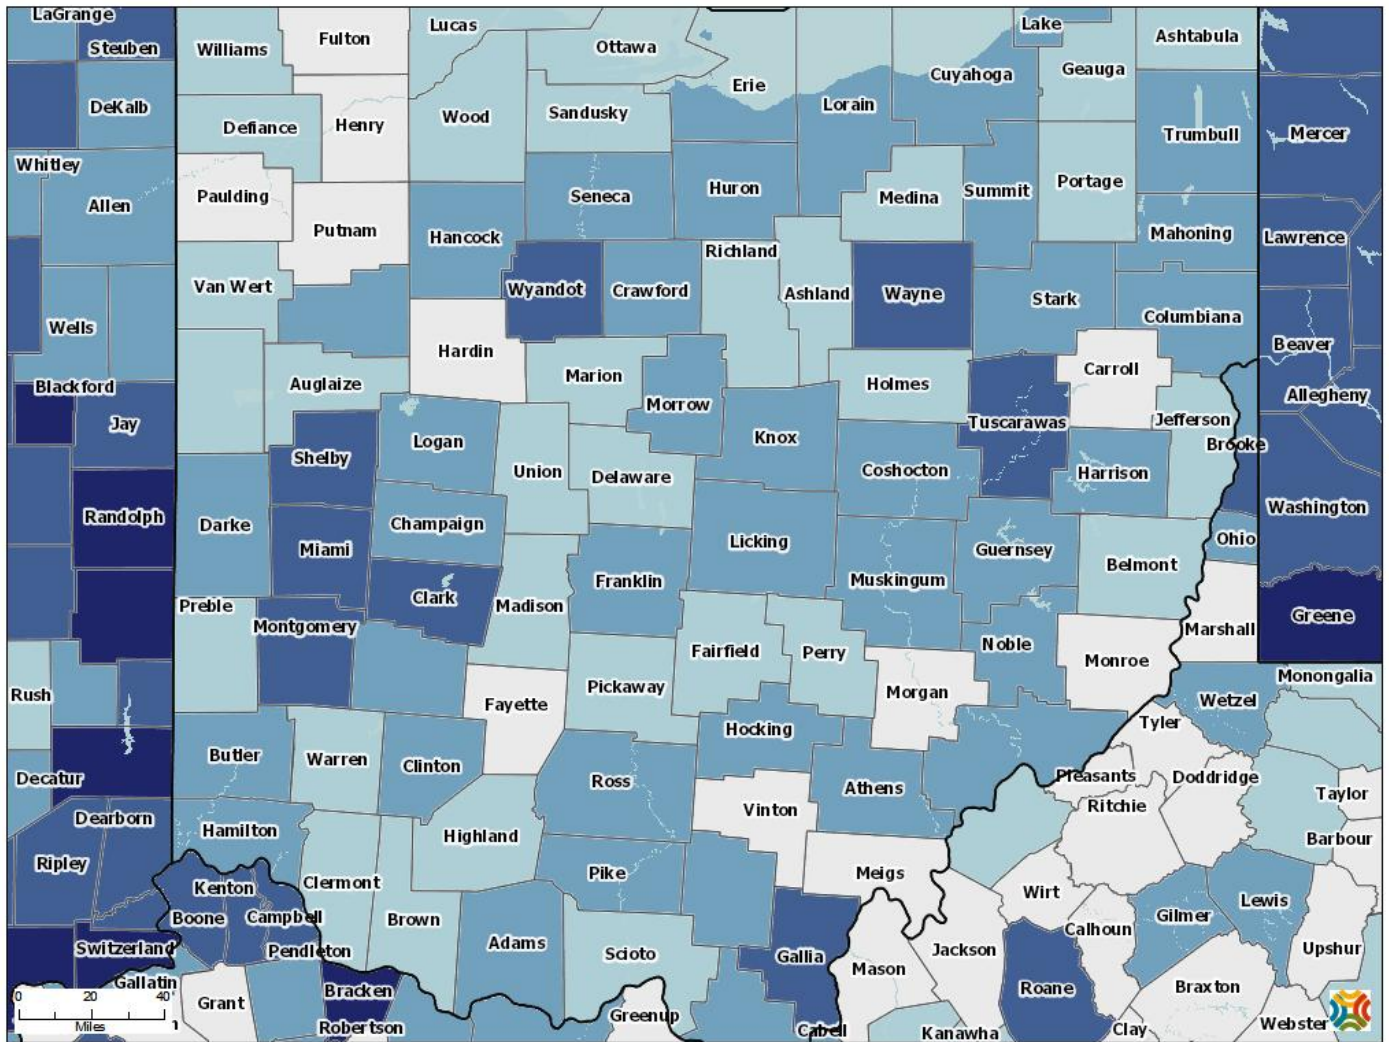 LaGrange
Steuben
Williams
Fulton
Lucas
Ottawa
Lake
Ashtabula
Cuyahoga
Geauga
Erie
DeKalb
Defiance
Henry
Wood
Sandusky
Lorain
Trumbull
Mercer
Whitley
Allen
Paulding
Putnam
Seneca
Huron
Medina
Summit
Portage
Mahoning
Lawrence
Hancock
Richland
Van Wert
Wyandot
Crawford
Ashland
Wayne
Stark
Columbiana
Wells
Hardin
Beaver
Blackford
Auglaize
Marion
Holmes
Carroll
Allegheny
Jay
Logan
Morrow
Knox
Tuscarawas
Jefferson
Brooke
Shelby
Union
Delaware
Coshocton
Harrison
Randolph
Darke
Champaign
Washington
Miami
Licking
Guernsey
Ohio
Franklin
Muskingum
Belmont
Preble
Clark
Madison
Greene
Montgomery
Marshall
Fairfield
Perry
Noble
Monroe
Rush
Pickaway
Morgan
Monongalia
Fayette
Wetzel
Hocking
Tyler
Butler
Warren
Clinton
Decatur
Ross
Athens
Pleasants
Doddridge
Vinton
Ritchie
Taylor
Dearborn
Hamilton
Highland
Barbour
Ripley
Pike
Meigs
Kenton
Clermont
Wirt
Lewis
Boone
Campbell
Brown
Gilmer
Calhoun
Switzerland
Pendleton
Adams
Scioto
Gallia
Jackson
Upshur
Mason
Gallatin
Bracken
Roane
Braxton
0 20 40
Miles
n
Grant
Robertson
Greenup
Cabell
Kanawha
Clay
Webster